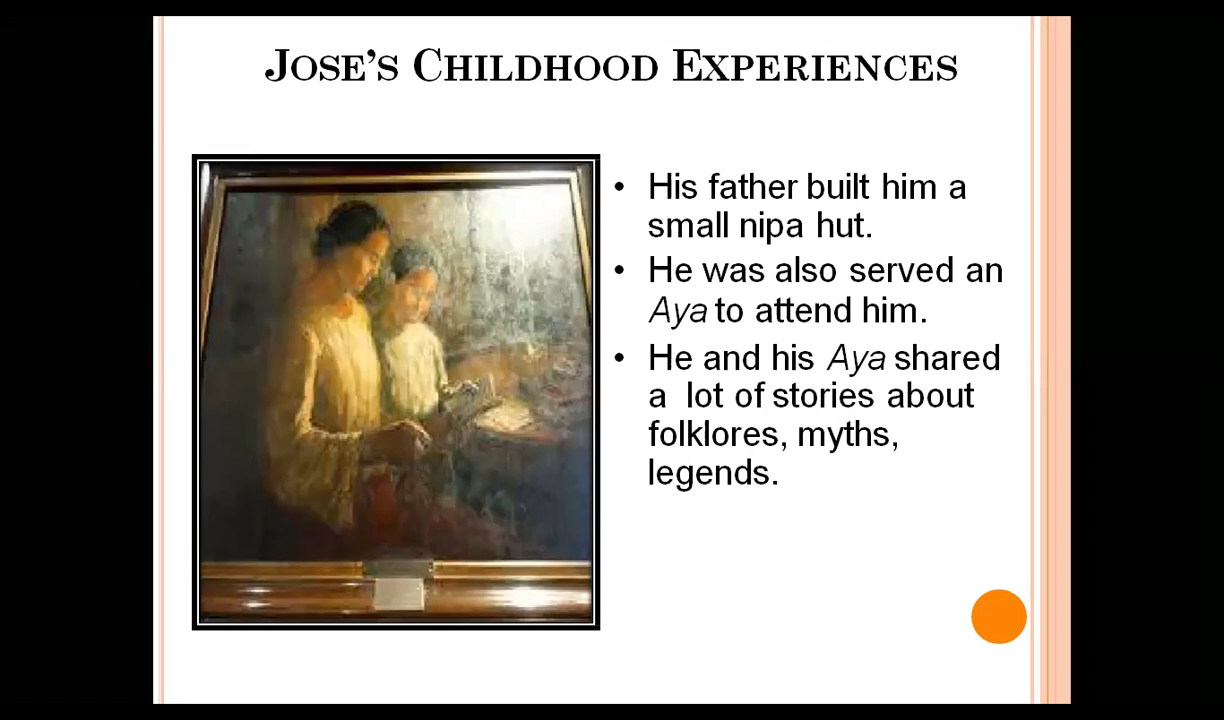 JOSE'S CHILDHOOD EXPERIENCES
• His father built him a
small nipa hut.
• He was also served an
Aya to attend him.
• He and his Aya shared
a lot of stories about
folklores, myths,
legends.